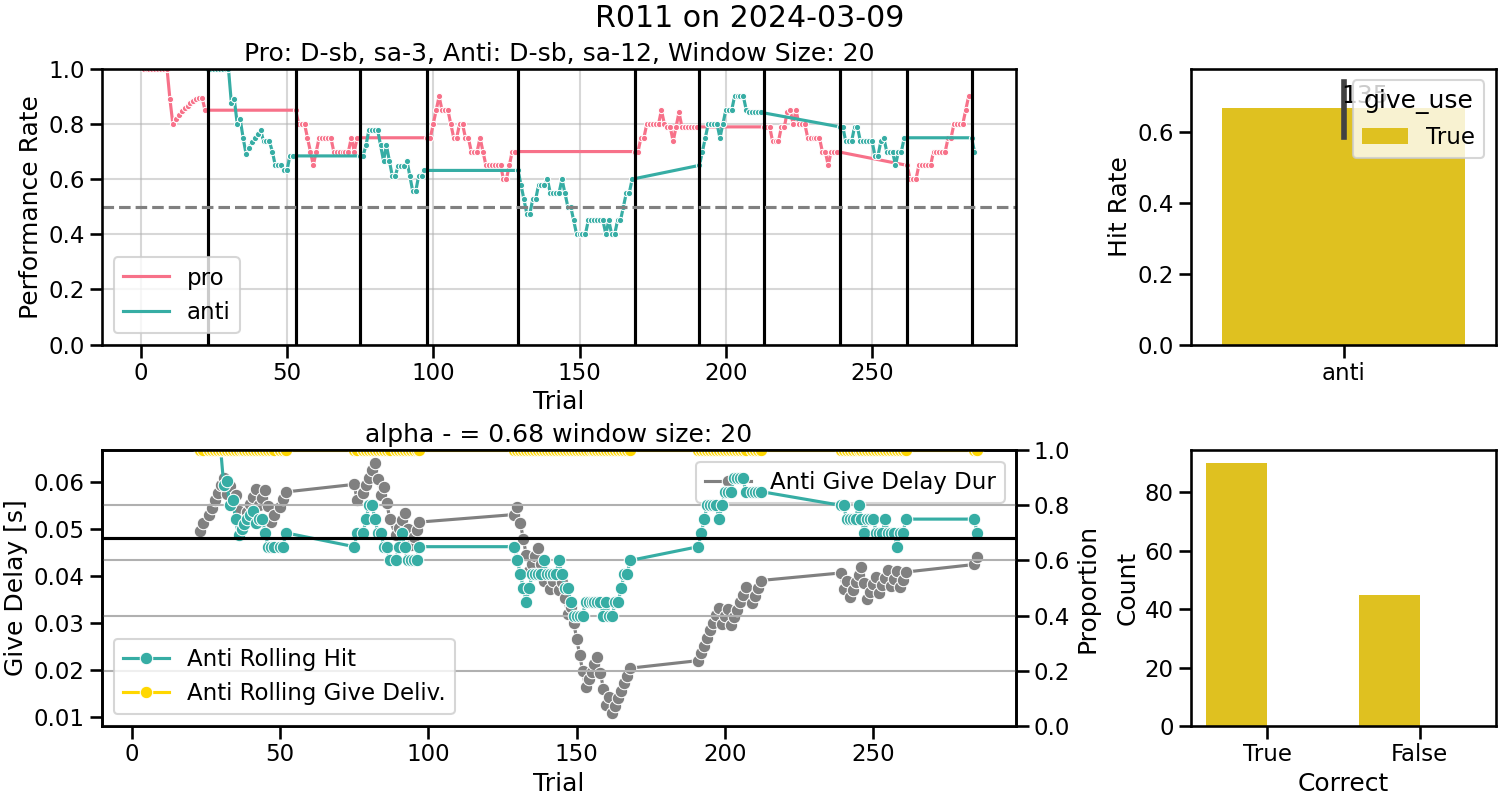 R011 on 2024-03-09
Pro: D-sb, sa-3, Anti: D-sb, sa-12, Window Size: 20
Performance Rate
1.0
0.8
0.6
0.4
0.2
0.0
pro
anti
0 50 100 150 200 250
Trial
Hit Rate
0.6
0.4
0.2
0.0
135
give_use
True
anti
alpha - = 0.68 window size: 20
Give Delay [s]
0.06
0.05
0.04
0.03
0.02
0.01
Anti Give Delay Dur
Anti Rolling Hit
Anti Rolling Give Deliv.
1.0
0.8
0.6
0.4
0.2
0.0
Proportion
0 50 100 150 200 250
Trial
Count
80
60
40
20
0
True False
Correct